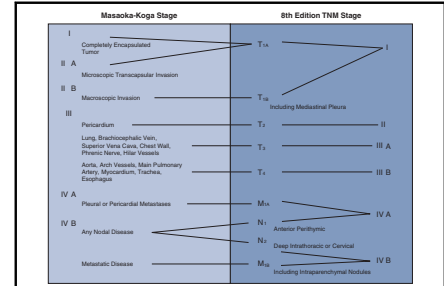 Masaoka-Koga Stage
8th Edition TNM Stage
I
Completely Encapsulated
Tumor
T1A
I
II A
Microscopic Transcapsular Invasion
II B
Macroscopic Invasion
T1B
Including Mediastinal Pleura
III
Pericardium
T2
II
Lung, Brachiocephalic Vein,
Superior Vena Cava, Chest Wall,
Phrenic Nerve, Hilar Vessels
T3
III A
Aorta, Arch Vessels, Main Pulmonary
Artery, Myocardium, Trachea,
Esophagus
T4
III B
IV A
Pleural or Pericardial Metastases
M1A
IV A
IV B
Any Nodal Disease
N1
Anterior Perithymic
N2
Deep Intrathoracic or Cervical
Metastatic Disease
M1B
IV B
Including Intraparenchymal Nodules